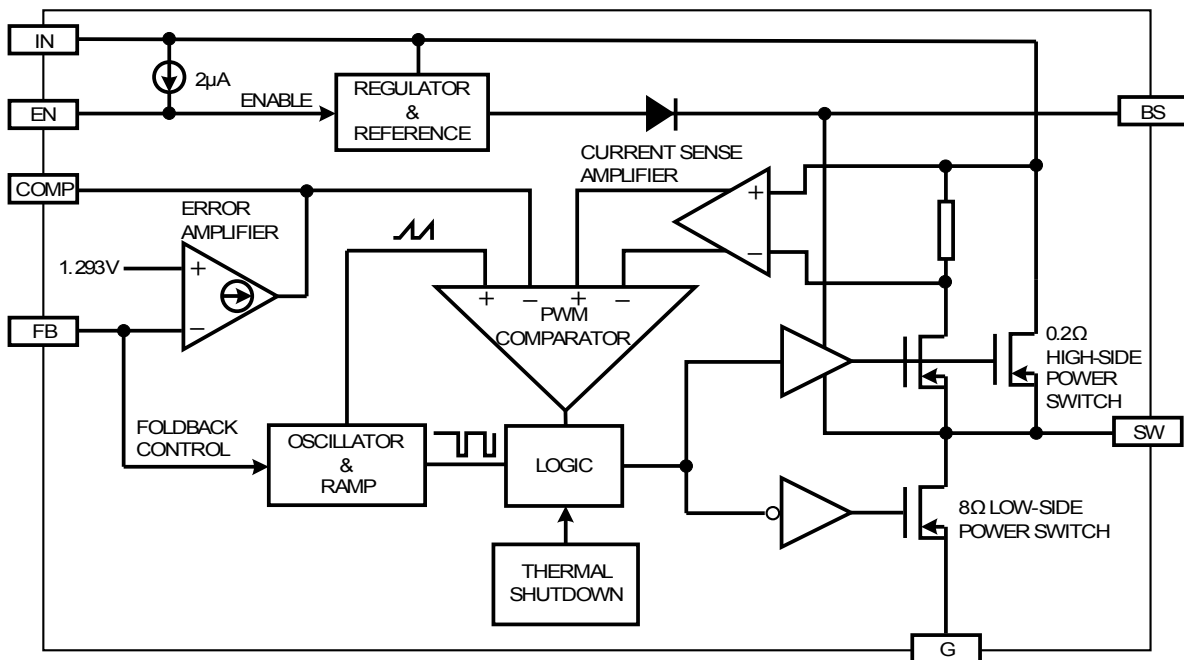 IN
2µA
EN
ENABLE
REGULATOR
&
REFERENCE
BS
COMP
CURRENT SENSE
AMPLIFIER
+
−
ERROR
AMPLIFIER
1.293V
+
−
FB
+ − + −
PWM
COMPARATOR
0.2Ω
HIGH-SIDE
POWER
SWITCH
FOLDBACK
CONTROL
OSCILLATOR
&
RAMP
LOGIC
SW
8Ω LOW-SIDE
POWER SWITCH
THERMAL
SHUTDOWN
G